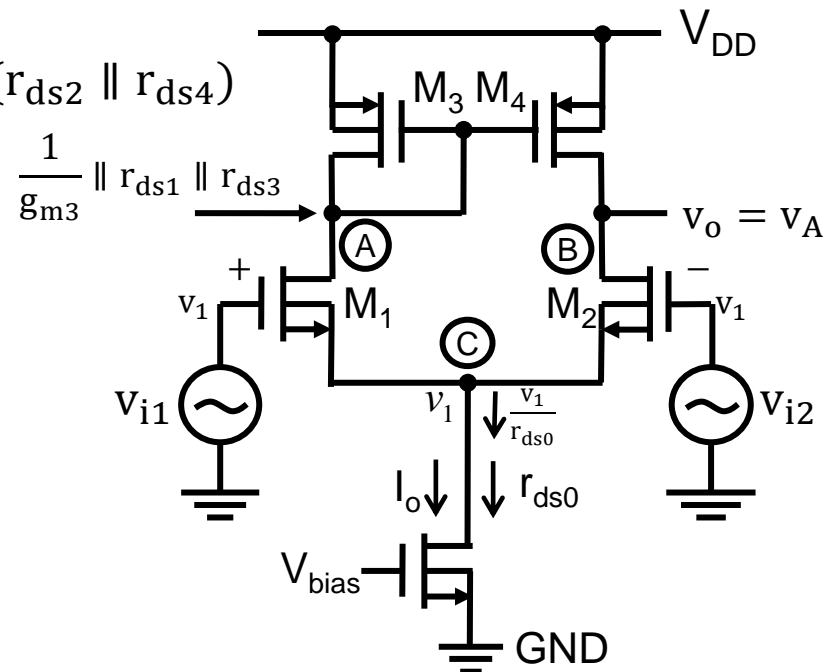 V_DD
(r_ds2 ∥ r_ds4)
M_3 M_4
1/g_m3 ∥ r_ds1 ∥ r_ds3
A
B
v_o = v_A
+
−
v_1
M_1
M_2
v_1
C
v_i1
v_1
v_1/r_ds0
v_i2
I_o
r_ds0
V_bias
GND